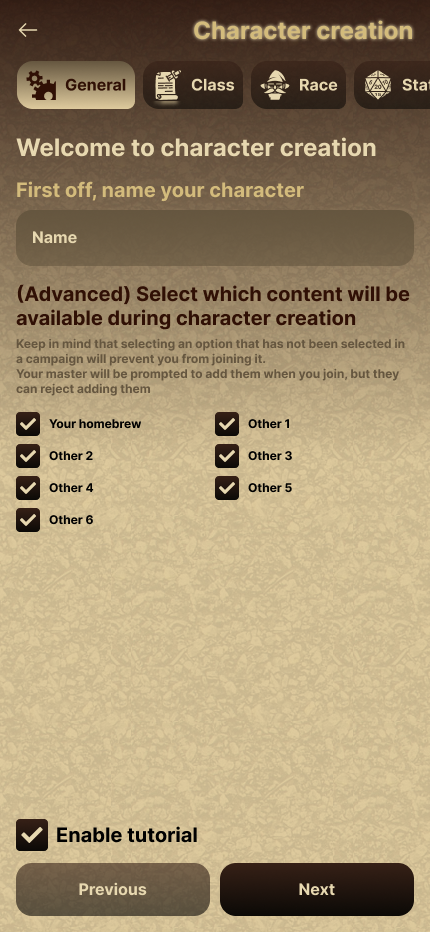 Character creation
General
Class
Race
Stat
Welcome to character creation
First off, name your character
Name
(Advanced) Select which content will be
available during character creation
Keep in mind that selecting an option that has not been selected in
a campaign will prevent you from joining it.
Your master will be prompted to add them when you join, but they
can reject adding them
Your homebrew
Other 1
Other 2
Other 3
Other 4
Other 5
Other 6
Enable tutorial
Previous
Next